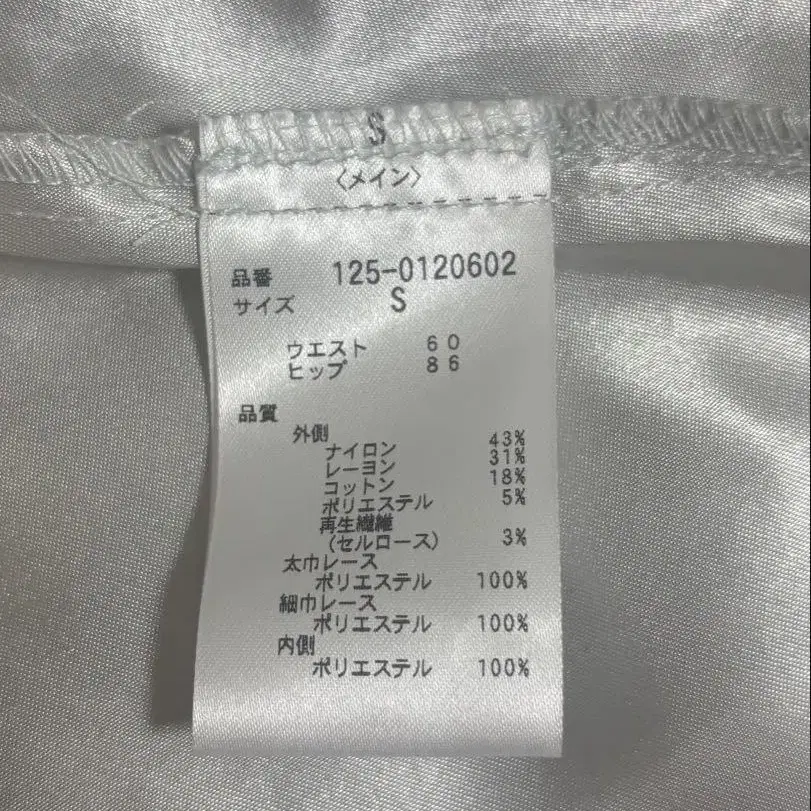 S
〈メイン〉
品番 125-0120602
サイズ S
ウエスト 60
ヒップ 86
品質
外側
ナイロン 43%
レーヨン 31%
コットン 18%
ポリエステル 5%
再生繊維
(セルロース) 3%
太巾レース
ポリエステル 100%
細巾レース
ポリエステル 100%
内側
ポリエステル 100%